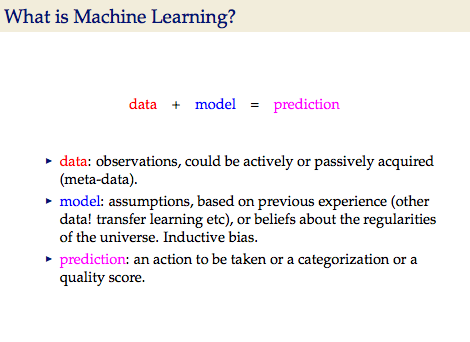 What is Machine Learning?
data + model = prediction
▸ data: observations, could be actively or passively acquired
(meta-data).
▸ model: assumptions, based on previous experience (other
data! transfer learning etc), or beliefs about the regularities
of the universe. Inductive bias.
▸ prediction: an action to be taken or a categorization or a
quality score.